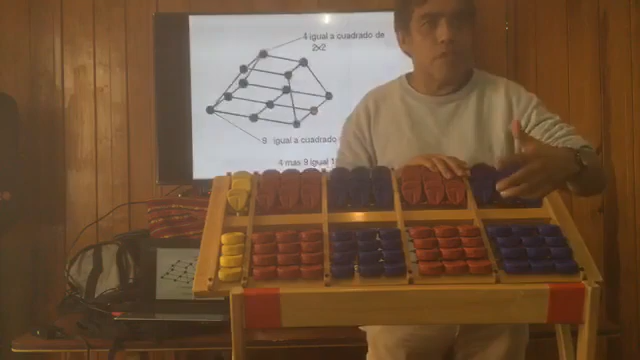 4 igual a cuadrado de
2x2
9 igual a cuadrado
4 mas 9 igual 1